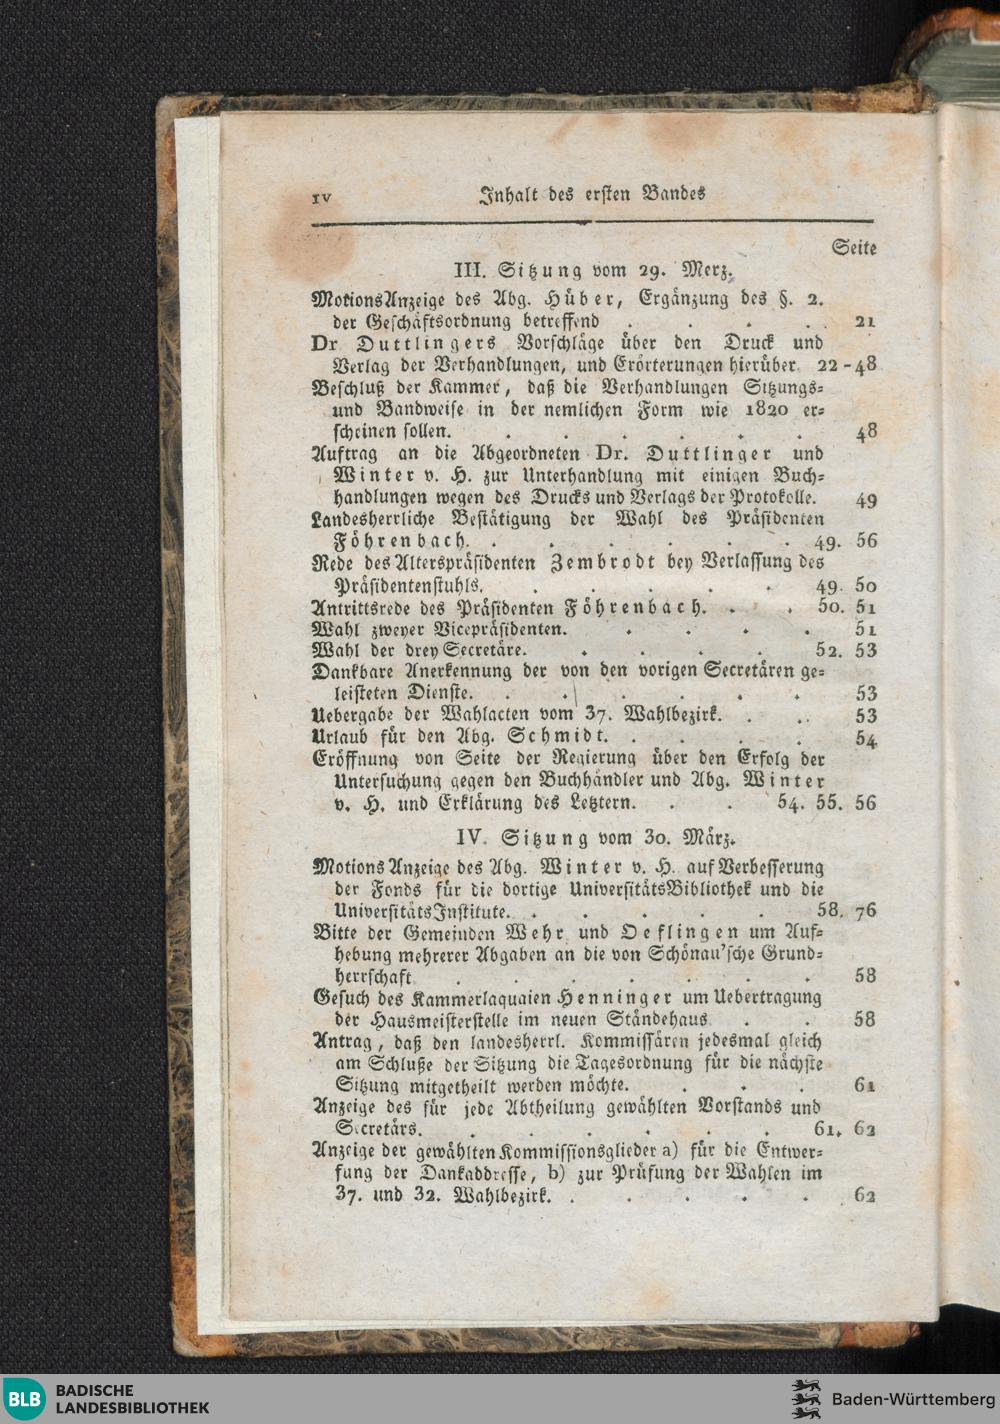 IV Inhalt des ersten Bandes
Seite
III. Sitzung vom 29. Merz.
MotionsAnzeige des Abg. Hüber, Ergänzung des §. 2.
der Geschäftsordnung betreffend . . . . 21
Dr Duttlingers Vorschläge über den Druck und
Verlag der Verhandlungen, und Erörterungen hierüber 22-48
Beschluß der Kammer, daß die Verhandlungen Sitzungs-
und Bandweise in der nemlichen Form wie 1820 er-
scheinen sollen. . . . . . . 48
Auftrag an die Abgeordneten Dr. Duttlinger und
Winter v. H. zur Unterhandlung mit einigen Buch-
handlungen wegen des Drucks und Verlags der Protokolle. 49
Landesherrliche Bestätigung der Wahl des Präsidenten
Föhrenbach. . . . . . . 49. 56
Rede des Alterspräsidenten Zembrodt bey Verlassung des
Präsidentenstuhls. . . . . . 49. 50
Antrittsrede des Präsidenten Föhrenbach. . . 50. 51
Wahl zweyer Vicepräsidenten. . . . . 51
Wahl der drey Secretäre. . . . . 52. 53
Dankbare Anerkennung der von den vorigen Secretären ge-
leisteten Dienste. . . . . . . 53
Uebergabe der Wahlacten vom 37. Wahlbezirk. . . . 53
Urlaub für den Abg. Schmidt. . . . . 54
Eröffnung von Seite der Regierung über den Erfolg der
Untersuchung gegen den Buchhändler und Abg. Winter
v. H. und Erklärung des Letztern. . . 54. 55. 56
IV. Sitzung vom 30. März.
Motions Anzeige des Abg. Winter v. H. auf Verbesserung
der Fonds für die dortige UniversitätsBibliothek und die
UniversitätsInstitute. . . . . . 58. 76
Bitte der Gemeinden Wehr und Oeflingen um Auf-
hebung mehrerer Abgaben an die von Schönau'sche Grund-
herrschaft . . . . . . . 58
Gesuch des Kammerlaquaien Henninger um Uebertragung
der Hausmeisterstelle im neuen Ständehaus . . 58
Antrag, daß den landesherrl. Kommissären jedesmal gleich
am Schluße der Sitzung die Tagesordnung für die nächste
Sitzung mitgetheilt werden möchte. . . . 61
Anzeige des für jede Abtheilung gewählten Vorstands und
Secretärs. . . . . . . 61. 62
Anzeige der gewählten Kommissionsglieder a) für die Entwer-
fung der Dankaddresse, b) zur Prüfung der Wahlen im
37. und 32. Wahlbezirk. . . . . . 62
BLB BADISCHE
LANDESBIBLIOTHEK
Baden-Württemberg